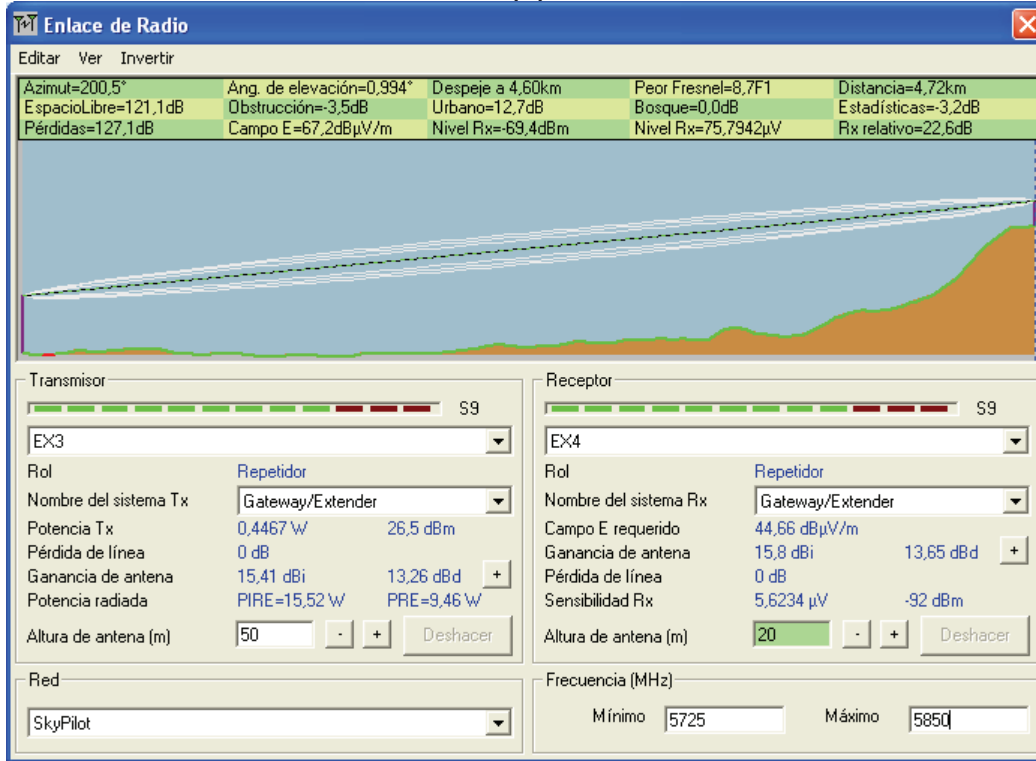 Enlace de Radio
Editar Ver Invertir
Azimut=200,5° Ang. de elevación=0,994° Despeje a 4,60km Peor Fresnel=8,7F1 Distancia=4,72km
EspacioLibre=121,1dB Obstrucción=-3,5dB Urbano=12,7dB Bosque=0,0dB Estadísticas=-3,2dB
Pérdidas=127,1dB Campo E=67,2dBµV/m Nivel Rx=-69,4dBm Nivel Rx=75,7942µV Rx relativo=22,6dB
Transmisor
S9
EX3
Rol Repetidor
Nombre del sistema Tx Gateway/Extender
Potencia Tx 0,4467 W 26,5 dBm
Pérdida de línea 0 dB
Ganancia de antena 15,41 dBi 13,26 dBd +
Potencia radiada PIRE=15,52 W PRE=9,46 W
Altura de antena (m) 50 - + Deshacer
Receptor
S9
EX4
Rol Repetidor
Nombre del sistema Rx Gateway/Extender
Campo E requerido 44,66 dBµV/m
Ganancia de antena 15,8 dBi 13,65 dBd +
Pérdida de línea 0 dB
Sensibilidad Rx 5,6234 µV -92 dBm
Altura de antena (m) 20 - + Deshacer
Red
SkyPilot
Frecuencia (MHz)
Mínimo 5725 Máximo 5850